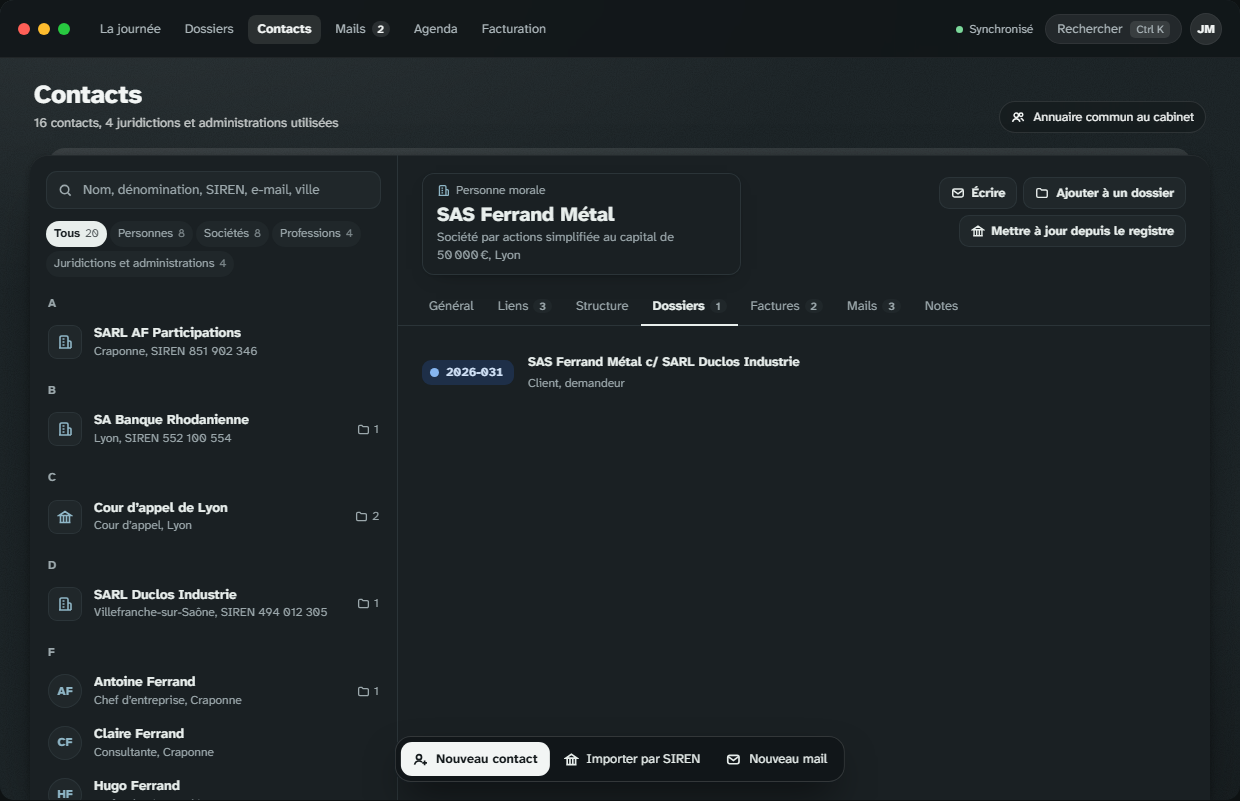 La journée Dossiers Contacts Mails 2 Agenda Facturation Synchronisé Rechercher Ctrl K JM
Contacts
16 contacts, 4 juridictions et administrations utilisées
Annuaire commun au cabinet
Nom, dénomination, SIREN, e-mail, ville
Tous 20 Personnes 8 Sociétés 8 Professions 4
Juridictions et administrations 4
A
SARL AF Participations
Craponne, SIREN 851 902 346
B
SA Banque Rhodanienne
Lyon, SIREN 552 100 554
1
C
Cour d'appel de Lyon
Cour d'appel, Lyon
2
D
SARL Duclos Industrie
Villefranche-sur-Saône, SIREN 494 012 305
1
F
AF
Antoine Ferrand
Chef d'entreprise, Craponne
1
CF
Claire Ferrand
Consultante, Craponne
HF
Hugo Ferrand
Personne morale
SAS Ferrand Métal
Société par actions simplifiée au capital de
50 000 €, Lyon
Écrire Ajouter à un dossier
Mettre à jour depuis le registre
Général Liens 3 Structure Dossiers 1 Factures 2 Mails 3 Notes
2026-031
SAS Ferrand Métal c/ SARL Duclos Industrie
Client, demandeur
Nouveau contact Importer par SIREN Nouveau mail